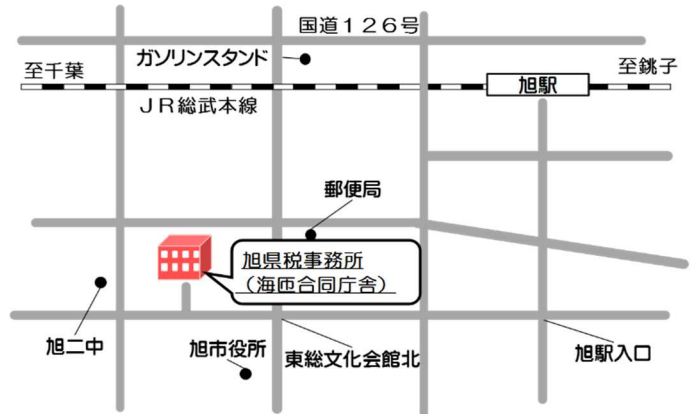 国道１２６号
ガソリンスタンド
至千葉
至銚子
旭駅
ＪＲ総武本線
郵便局
旭県税事務所
（海匝合同庁舎）
旭二中
旭市役所
東総文化会館北
旭駅入口